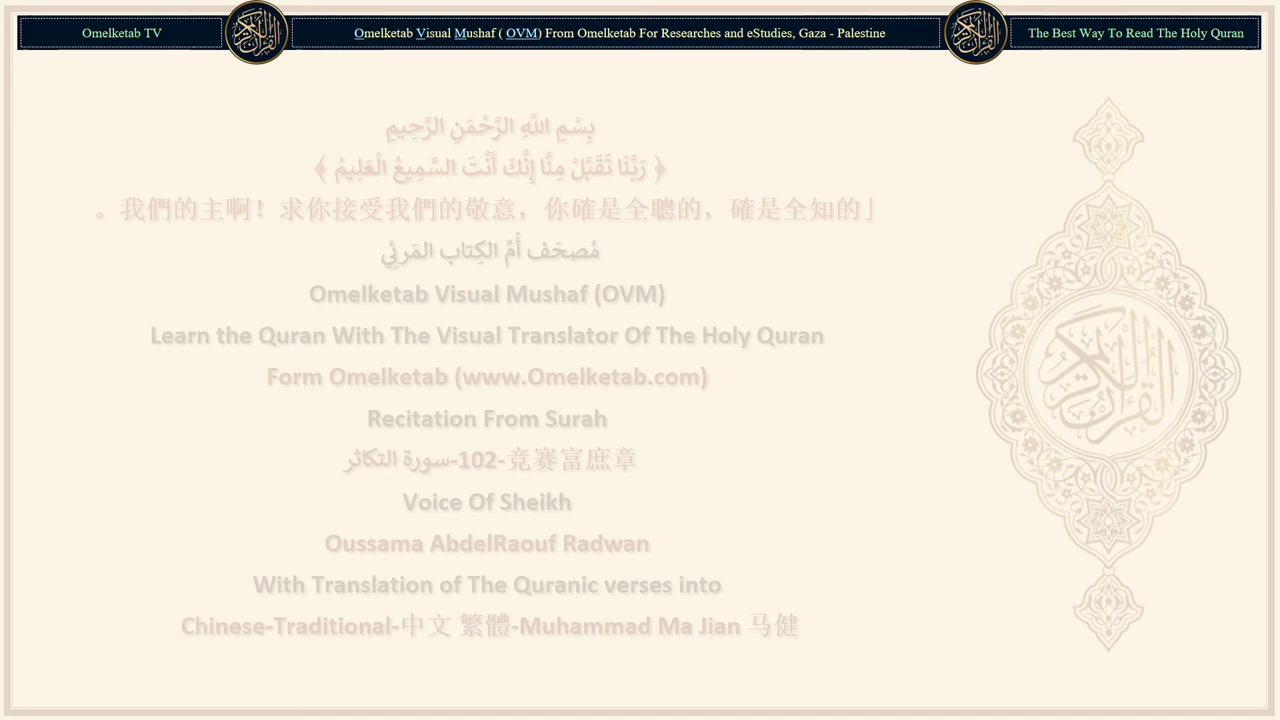 Omelketab TV
Omelketab Visual Mushaf ( OVM) From Omelketab For Researches and eStudies, Gaza - Palestine
The Best Way To Read The Holy Quran
بِسْمِ اللَّهِ الرَّحْمَنِ الرَّحِيمِ
﴿ رَبَّنَا تَقَبَّلْ مِنَّا إِنَّكَ أَنْتَ السَّمِيعُ الْعَلِيمُ ﴾
。我們的主啊！求你接受我們的敬意，你確是全聰的，確是全知的」
مُصحَف أُمِّ الكِتاب المَرئِي
Omelketab Visual Mushaf (OVM)
Learn the Quran With The Visual Translator Of The Holy Quran
Form Omelketab (www.Omelketab.com)
Recitation From Surah
سورة التكاثر-102-竞赛富庶章
Voice Of Sheikh
Oussama AbdelRaouf Radwan
With Translation of The Quranic verses into
Chinese-Traditional-中文 繁體-Muhammad Ma Jian 马健
القرآن الكريم